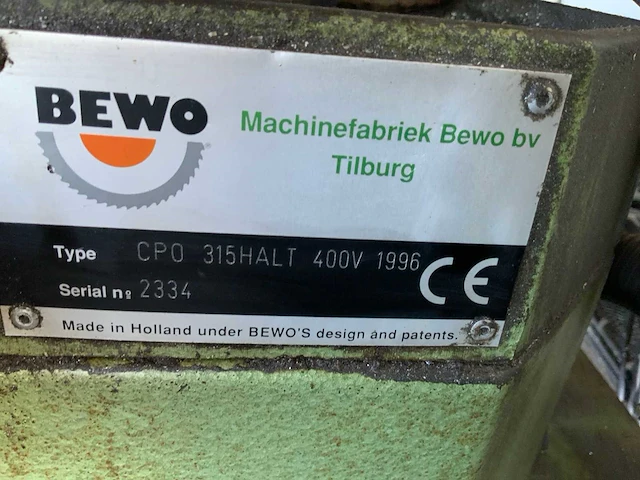 BEWO
Machinefabriek Bewo bv
Tilburg
Type CPO 315HALT 400V 1996
CE
Serial nº 2334
Made in Holland under BEWO'S design and patents.